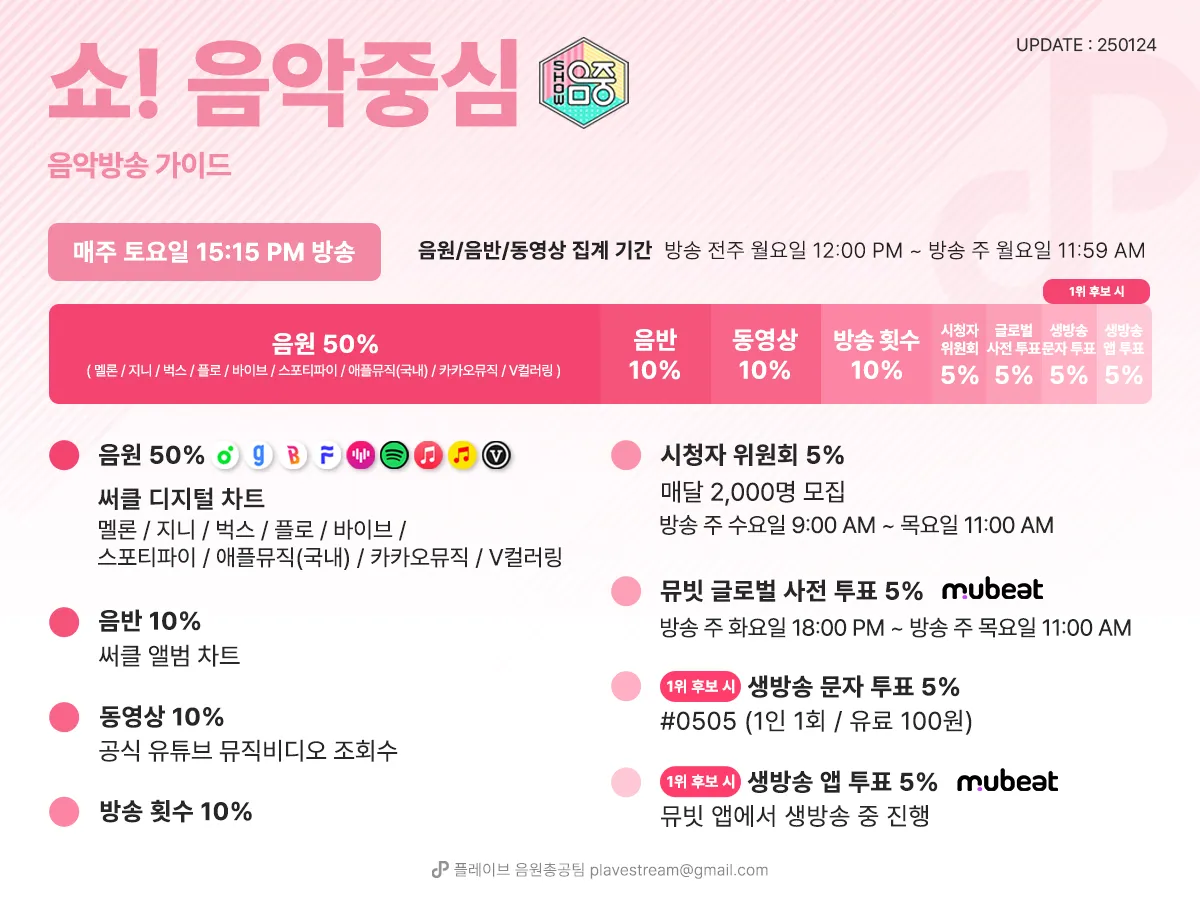 UPDATE : 250124
쇼! 음악중심
SHOW
음중
음악방송 가이드
매주 토요일 15:15 PM 방송
음원/음반/동영상 집계 기간 방송 전주 월요일 12:00 PM ~ 방송 주 월요일 11:59 AM
1위 후보 시
음원 50%
( 멜론 / 지니 / 벅스 / 플로 / 바이브 / 스포티파이 / 애플뮤직(국내) / 카카오뮤직 / V컬러링 )
음반
10%
동영상
10%
방송 횟수
10%
시청자
위원회
5%
글로벌
사전 투표
5%
생방송
문자 투표
5%
생방송
앱 투표
5%
음원 50%
써클 디지털 차트
멜론 / 지니 / 벅스 / 플로 / 바이브 /
스포티파이 / 애플뮤직(국내) / 카카오뮤직 / V컬러링
음반 10%
써클 앨범 차트
동영상 10%
공식 유튜브 뮤직비디오 조회수
방송 횟수 10%
시청자 위원회 5%
매달 2,000명 모집
방송 주 수요일 9:00 AM ~ 목요일 11:00 AM
뮤빗 글로벌 사전 투표 5% mubeat
방송 주 화요일 18:00 PM ~ 방송 주 목요일 11:00 AM
1위 후보 시 생방송 문자 투표 5%
#0505 (1인 1회 / 유료 100원)
1위 후보 시 생방송 앱 투표 5% mubeat
뮤빗 앱에서 생방송 중 진행
플레이브 음원총공팀 plavestream@gmail.com